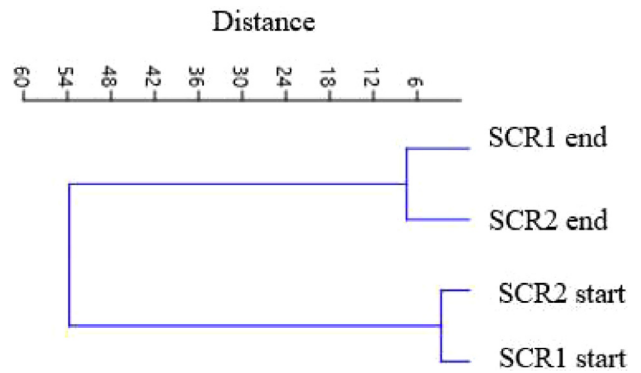 Distance
60 54 48 42 36 30 24 18 12 6
SCR1 end
SCR2 end
SCR2 start
SCR1 start